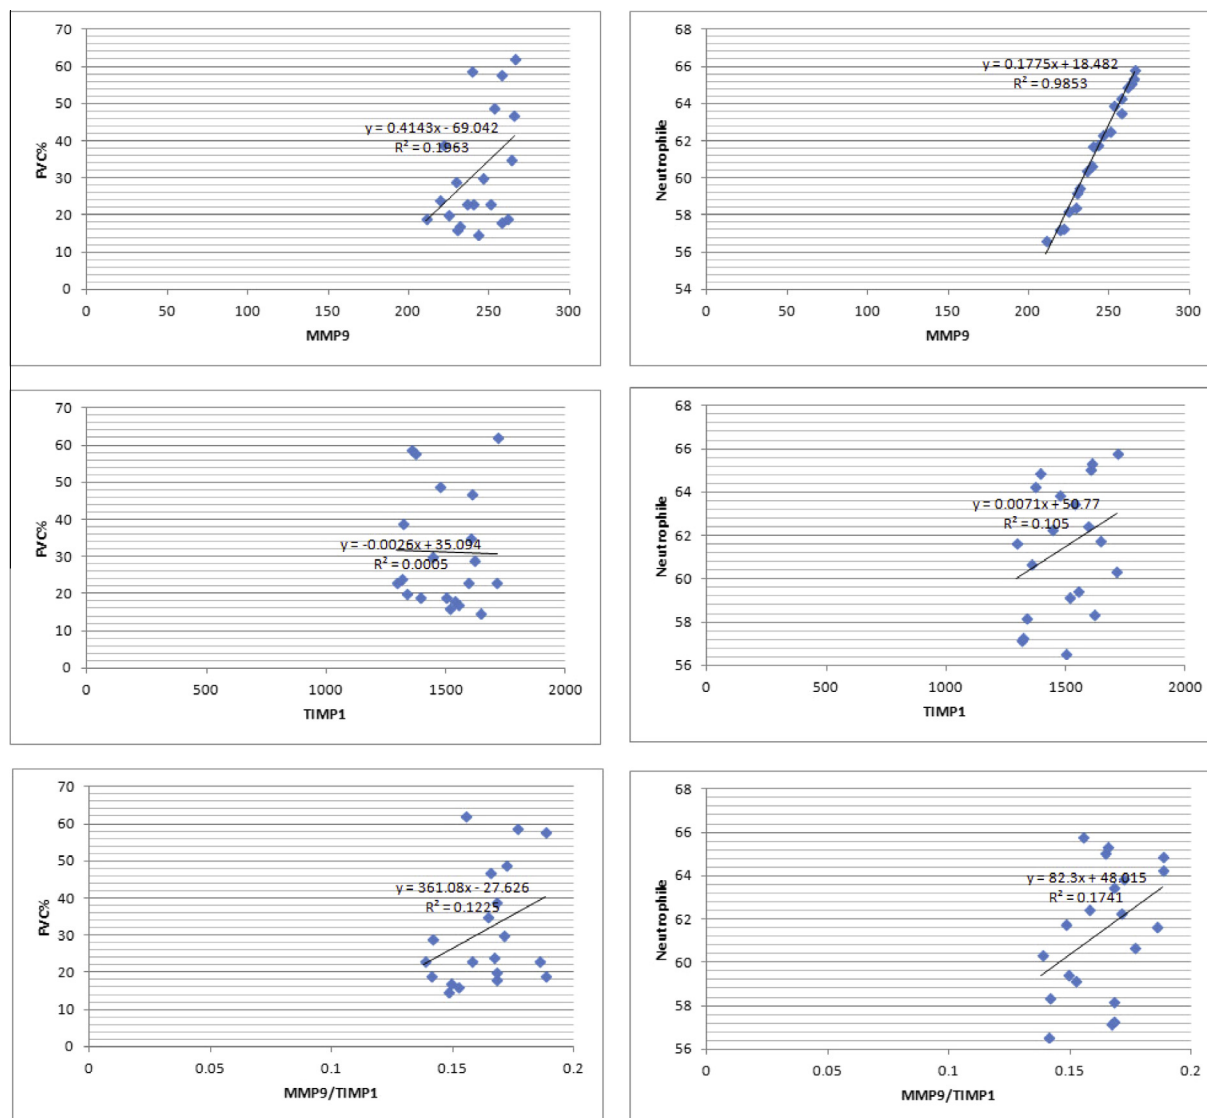 FVC%
70
60
50
40
30
20
10
0
y = 0.4143x - 69.042
R² = 0.1963
0 50 100 150 200 250 300
MMP9
Neutrophile
68
66
64
62
60
58
56
54
y = 0.1775x + 18.482
R² = 0.9853
0 50 100 150 200 250 300
MMP9
FVC%
70
60
50
40
30
20
10
0
y = -0.0026x + 35.094
R² = 0.0005
0 500 1000 1500 2000
TIMP1
Neutrophile
68
66
64
62
60
58
56
y = 0.0071x + 50.77
R² = 0.105
0 500 1000 1500 2000
TIMP1
FVC%
70
60
50
40
30
20
10
0
y = 361.08x - 27.626
R² = 0.1225
0 0.05 0.1 0.15 0.2
MMP9/TIMP1
Neutrophile
68
66
64
62
60
58
56
y = 82.3x + 48.015
R² = 0.1741
0 0.05 0.1 0.15 0.2
MMP9/TIMP1